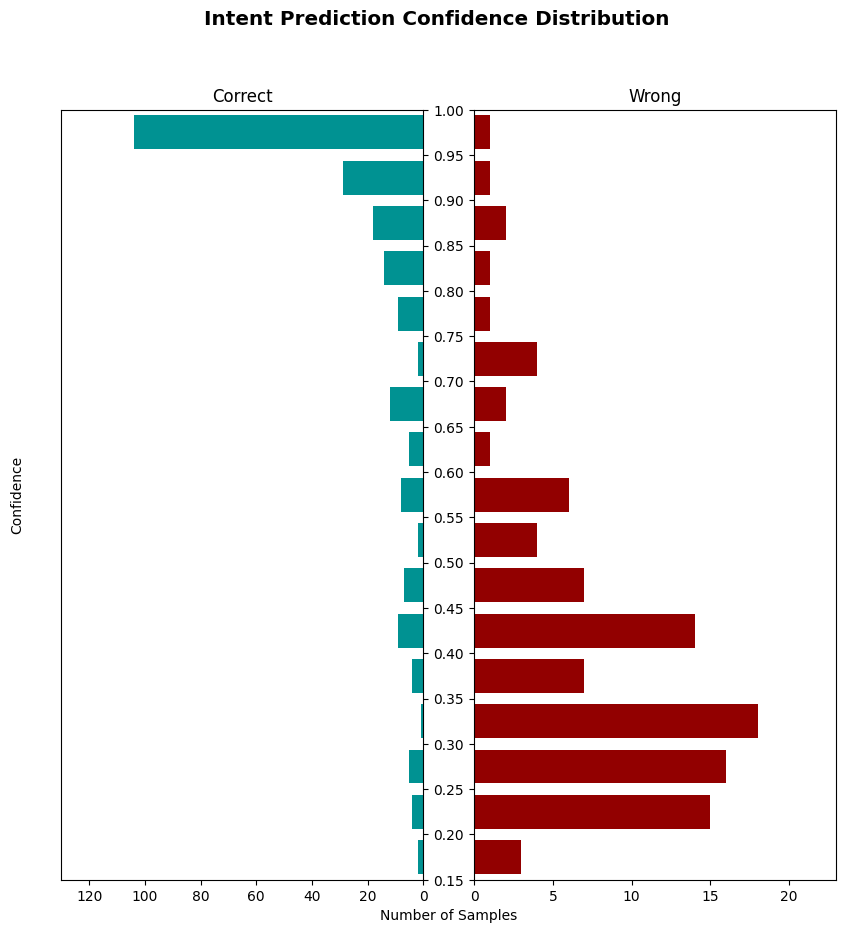 Intent Prediction Confidence Distribution
Correct
Wrong
1.00
0.95
0.90
0.85
0.80
0.75
0.70
0.65
0.60
0.55
0.50
0.45
0.40
0.35
0.30
0.25
0.20
0.15
Confidence
120 100 80 60 40 20 0
0 5 10 15 20
Number of Samples